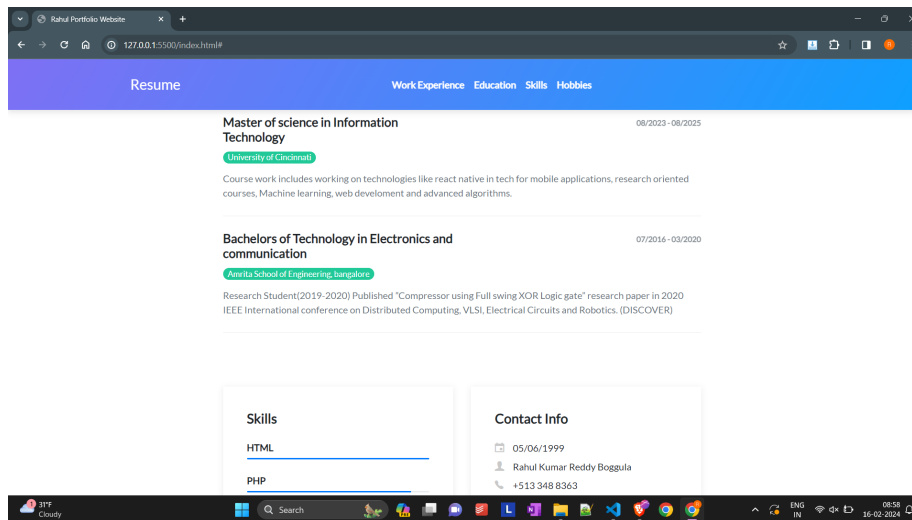 Rahul Portfolio Website
127.0.0.1:5500/index.html#
Resume
Work Experience Education Skills Hobbies
Master of science in Information Technology
08/2023 - 08/2025
University of Cincinnati
Course work includes working on technologies like react native in tech for mobile applications, research oriented
courses, Machine learning, web develoment and advanced algorithms.
Bachelors of Technology in Electronics and communication
07/2016 - 03/2020
Amrita School of Engineering, bangalore
Research Student(2019-2020) Published "Compressor using Full swing XOR Logic gate" research paper in 2020
IEEE International conference on Distributed Computing, VLSI, Electrical Circuits and Robotics. (DISCOVER)
Skills
HTML
PHP
Contact Info
05/06/1999
Rahul Kumar Reddy Boggula
+513 348 8363
1
31°F
Cloudy
Search
L
N
ENG
IN
08:58
16-02-2024